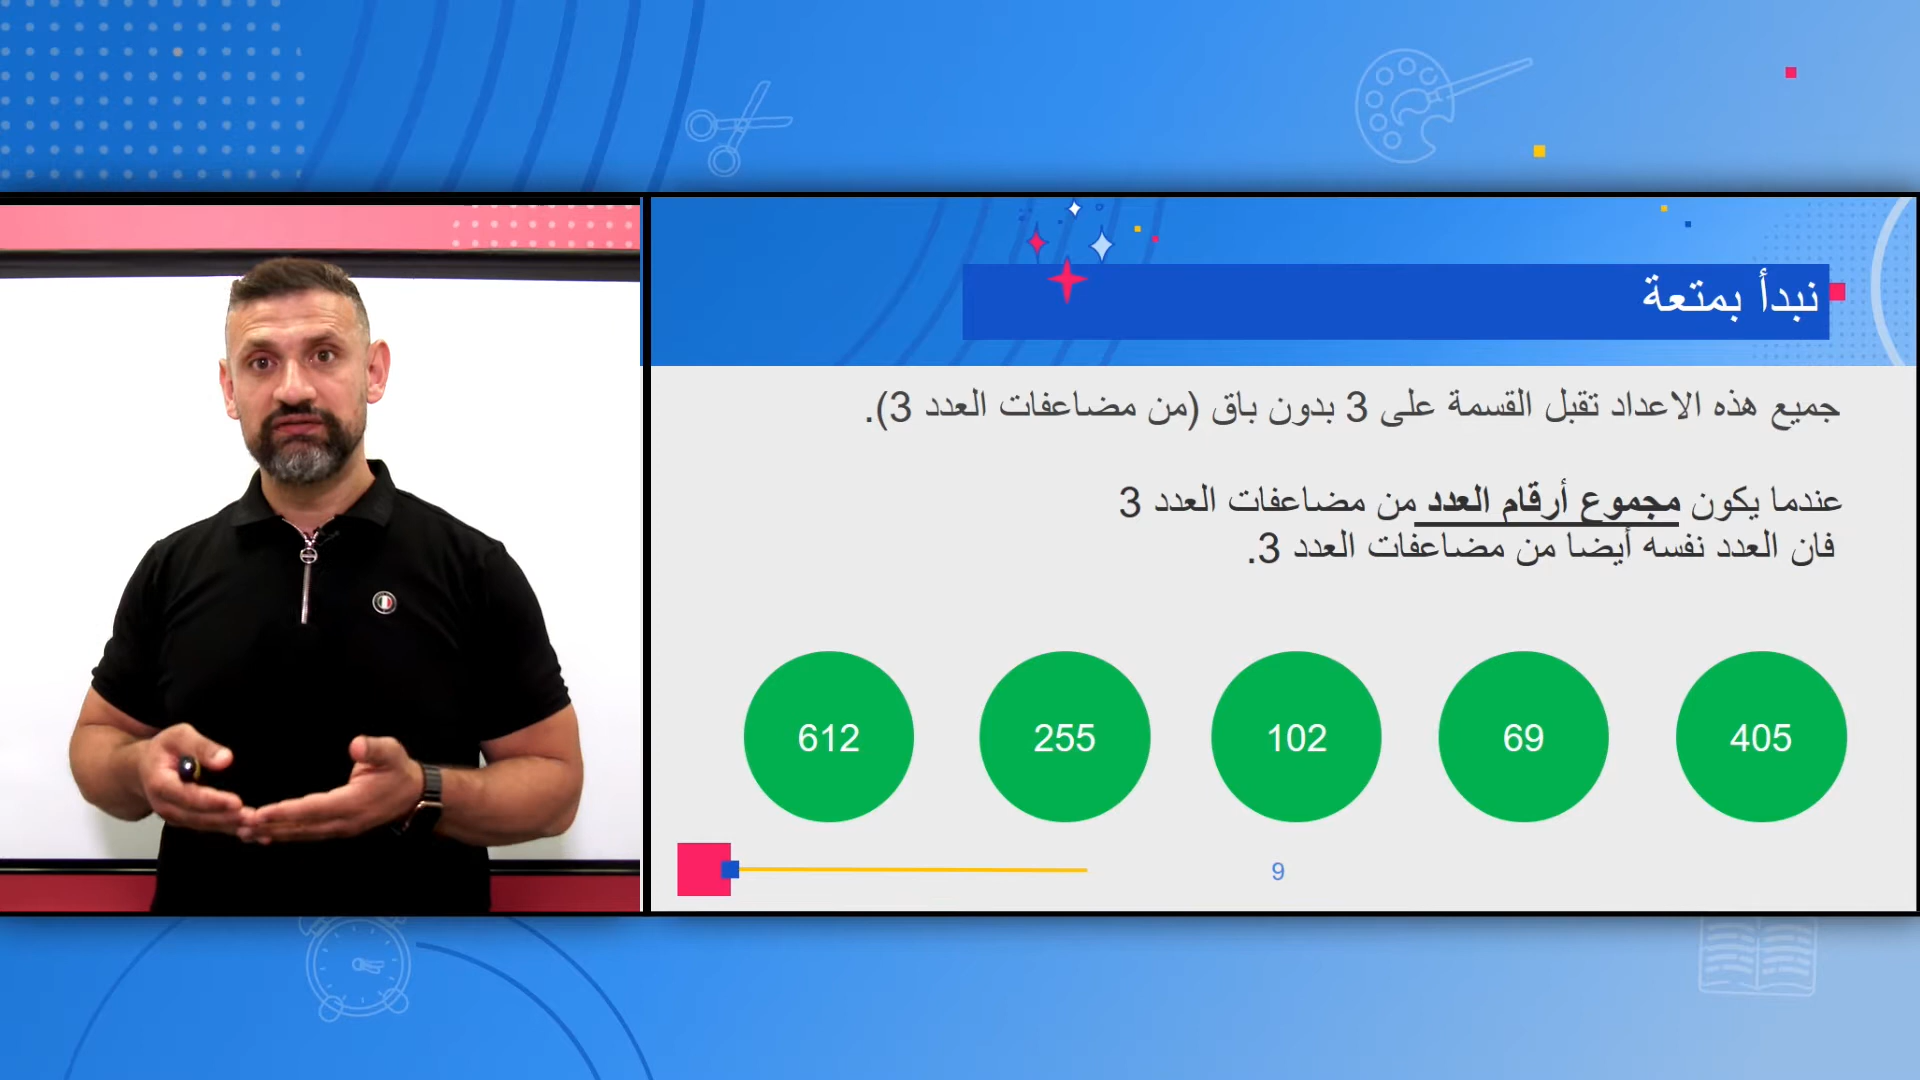 نبدأ بمتعة
جميع هذه الاعداد تقبل القسمة على 3 بدون باق (من مضاعفات العدد 3).
عندما يكون مجموع أرقام العدد من مضاعفات العدد 3
فان العدد نفسه أيضا من مضاعفات العدد 3.
612 255 102 69 405
9